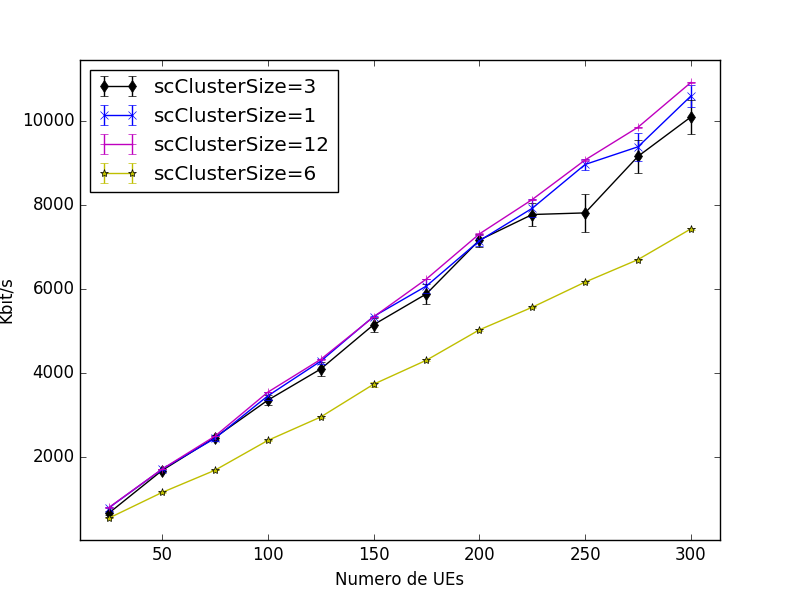 scClusterSize=3
scClusterSize=1
scClusterSize=12
scClusterSize=6
10000
8000
6000
4000
2000
Kbit/s
50 100 150 200 250 300
Numero de UEs